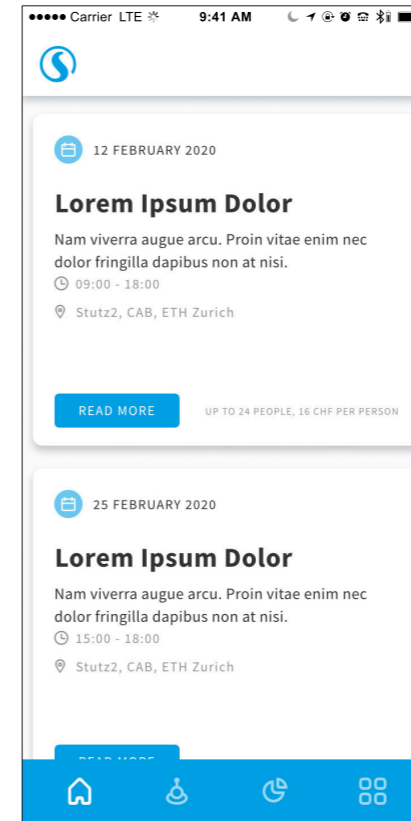 Carrier LTE 9:41 AM
12 FEBRUARY 2020
Lorem Ipsum Dolor
Nam viverra augue arcu. Proin vitae enim nec
dolor fringilla dapibus non at nisi.
09:00 - 18:00
Stutz2, CAB, ETH Zurich
READ MORE UP TO 24 PEOPLE, 16 CHF PER PERSON
25 FEBRUARY 2020
Lorem Ipsum Dolor
Nam viverra augue arcu. Proin vitae enim nec
dolor fringilla dapibus non at nisi.
15:00 - 18:00
Stutz2, CAB, ETH Zurich
READ MORE